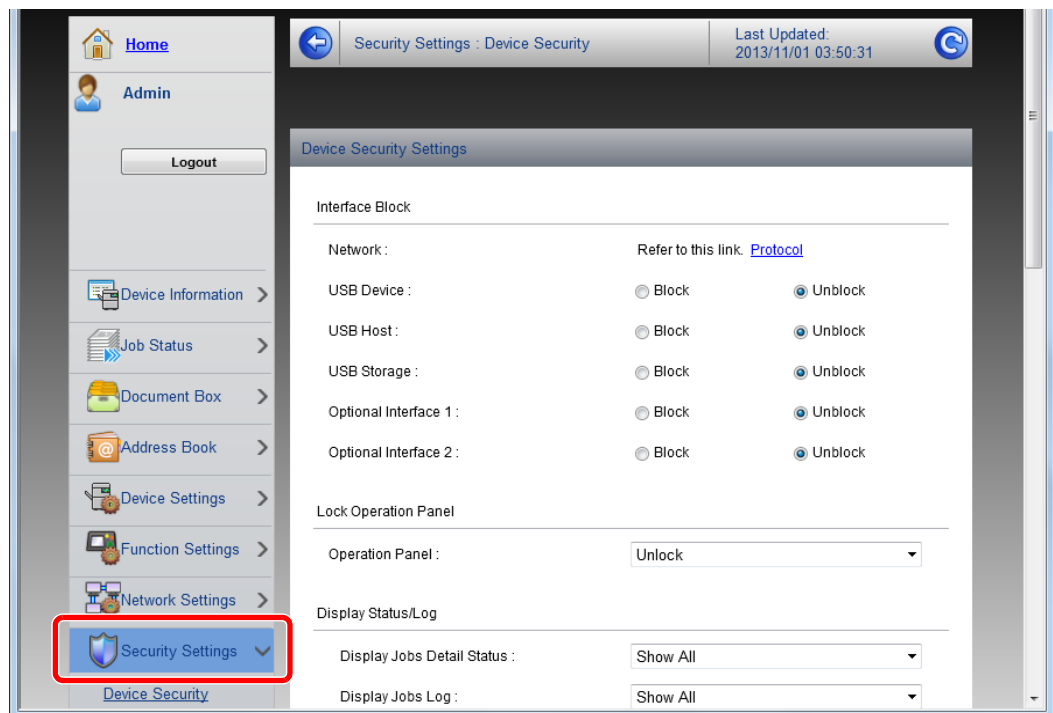 Home
Admin
Logout
Device Information
Job Status
Document Box
Address Book
Device Settings
Function Settings
Network Settings
Security Settings
Device Security
Security Settings : Device Security
Last Updated:
2013/11/01 03:50:31
Device Security Settings
Interface Block
Network : Refer to this link. Protocol
USB Device : Block Unblock
USB Host : Block Unblock
USB Storage : Block Unblock
Optional Interface 1 : Block Unblock
Optional Interface 2 : Block Unblock
Lock Operation Panel
Operation Panel : Unlock
Display Status/Log
Display Jobs Detail Status : Show All
Display Jobs Log : Show All